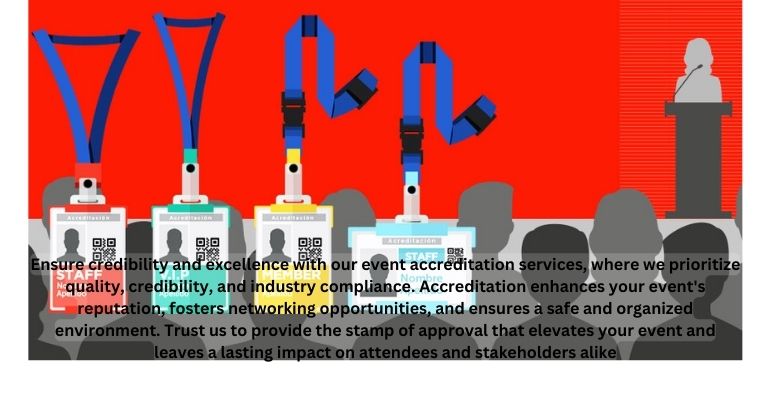 Acreditación
Acreditación
Acreditación
Acreditación
Nombre
STAFF
Ensure credibility and excellence with our event accreditation services, where we prioritize
STAFF
V.I.P
MEMBER
quality, credibility, and industry compliance. Accreditation enhances your event's
Apellido
Apellido
Apellido
reputation, fosters networking opportunities, and ensures a safe and organized
environment. Trust us to provide the stamp of approval that elevates your event and
leaves a lasting impact on attendees and stakeholders alike